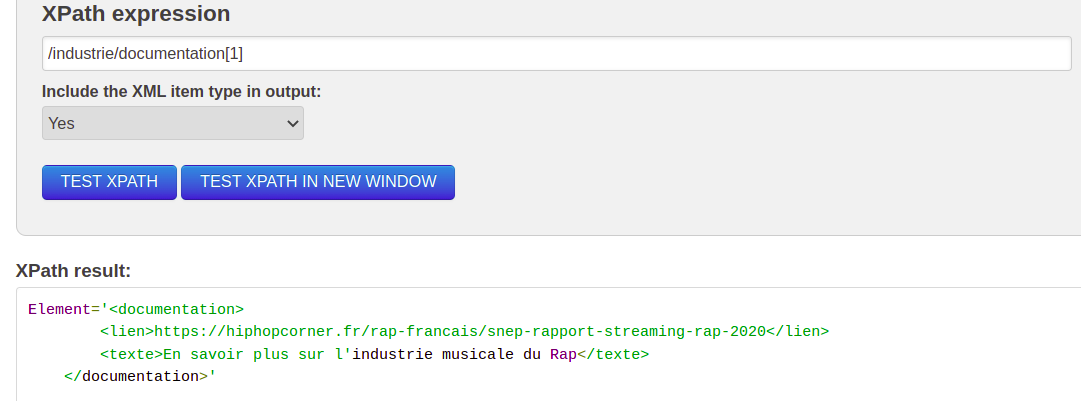 XPath expression
/industrie/documentation[1]
Include the XML item type in output:
Yes
TEST XPATH TEST XPATH IN NEW WINDOW
XPath result:
Element='<documentation>
<lien>https://hiphopcorner.fr/rap-francais/snep-rapport-streaming-rap-2020</lien>
<texte>En savoir plus sur l'industrie musicale du Rap</texte>
</documentation>'